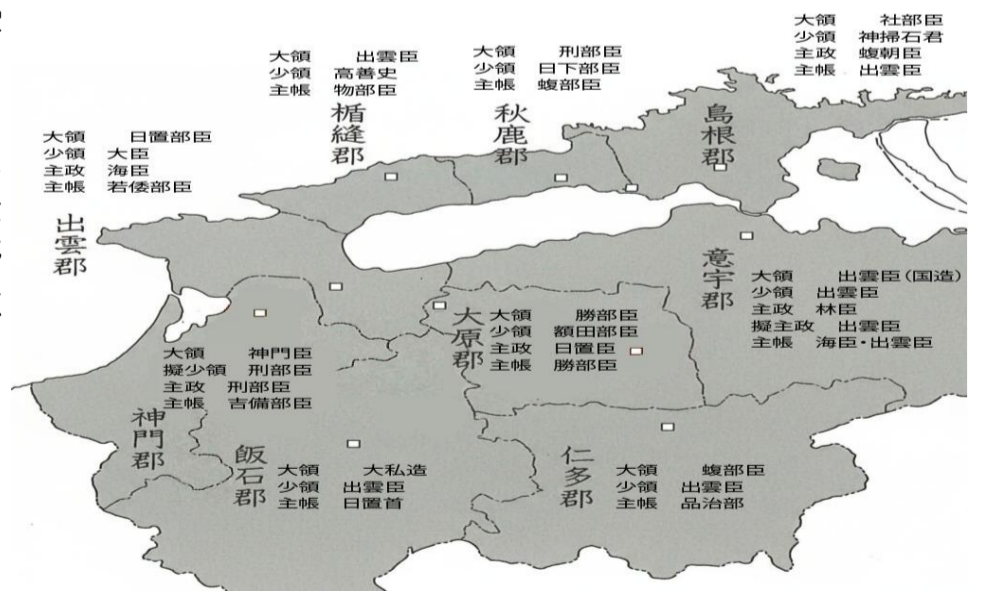 大領 出雲臣
少領 高善史
主帳 物部臣
楯縫郡
大領 刑部臣
少領 日下部臣
主帳 蝮部臣
秋鹿郡
大領 社部臣
少領 神掃石君
主政 蝮朝臣
主帳 出雲臣
島根郡
大領 日置部臣
少領 大臣
主政 海臣
主帳 若倭部臣
出雲郡
意宇郡
大領 出雲臣(国造)
少領 出雲臣
主政 林臣
擬主政 出雲臣
主帳 海臣・出雲臣
大原郡
大領 勝部臣
少領 額田部臣
主政 日置臣
主帳 勝部臣
大領 神門臣
擬少領 刑部臣
主政 刑部臣
主帳 吉備部臣
神門郡
飯石郡
大領 大私造
少領 出雲臣
主帳 日置首
仁多郡
大領 蝮部臣
少領 出雲臣
主帳 品治部